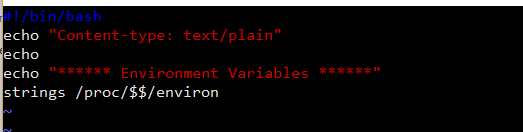 #!/bin/bash
echo "Content-type: text/plain"
echo
echo "****** Environment Variables ******"
strings /proc/$$/environ
~
~